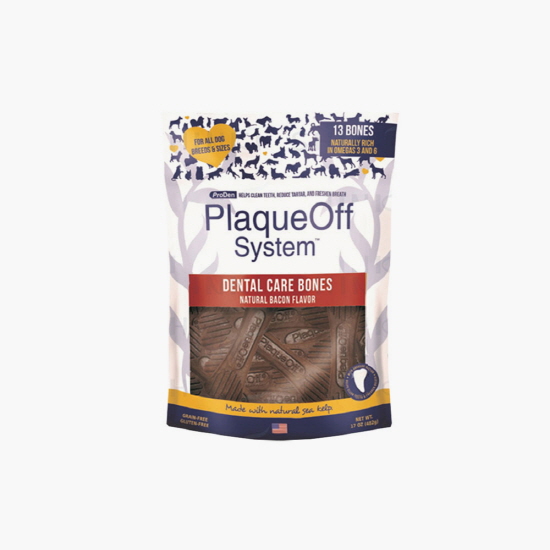 FOR ALL DOG
BREEDS & SIZES
13 BONES
NATURALLY RICH
IN OMEGAS 3 AND 6
ProDen HELPS CLEAN TEETH, REDUCE TARTAR, AND FRESHEN BREATH
PlaqueOff
System™
DENTAL CARE BONES
NATURAL BACON FLAVOR
PlaqueOff
PlaqueOff
Made with natural sea kelp
GRAIN-FREE
GLUTEN-FREE
NET WT.
17 OZ (482g)